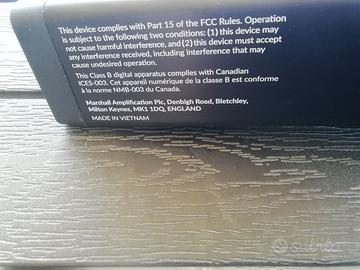 This device complies with Part 15 of the FCC Rules. Operation
is subject to the following two conditions: (1) this device may
not cause harmful interference, and (2) this device must accept
any interference received, including interference that may
cause undesired operation.
This Class B digital apparatus complies with Canadian
ICES-003. Cet appareil numérique de la classe B est conforme
à la norme NMB-003 du Canada.
Marshall Amplification Plc, Denbigh Road, Bletchley,
Milton Keynes, MK1 1DQ, ENGLAND
MADE IN VIETNAM
subito